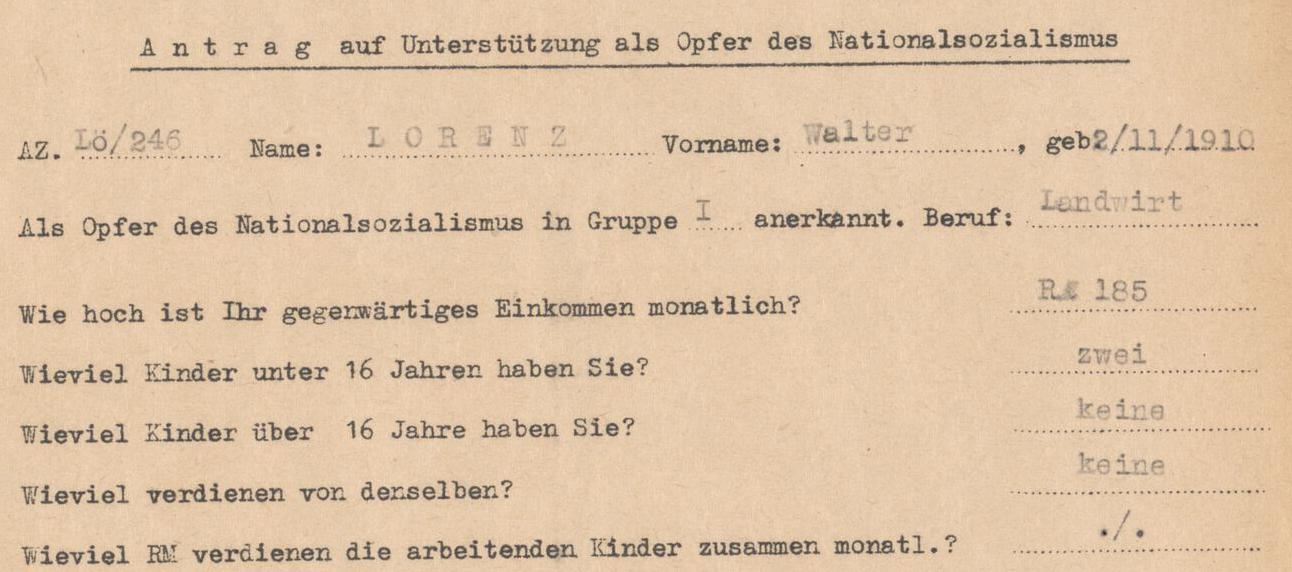 A n t r a g auf Unterstützung als Opfer des Nationalsozialismus
AZ. Lö/246 Name: L O R E N Z Vorname: Walter, geb2/11/1910
Als Opfer des Nationalsozialismus in Gruppe I anerkannt. Beruf: Landwirt
Wie hoch ist Ihr gegenwärtiges Einkommen monatlich? RM 185
Wieviel Kinder unter 16 Jahren haben Sie? zwei
Wieviel Kinder über 16 Jahre haben Sie? keine
Wieviel verdienen von denselben? keine
Wieviel RM verdienen die arbeitenden Kinder zusammen monatl.? ./.